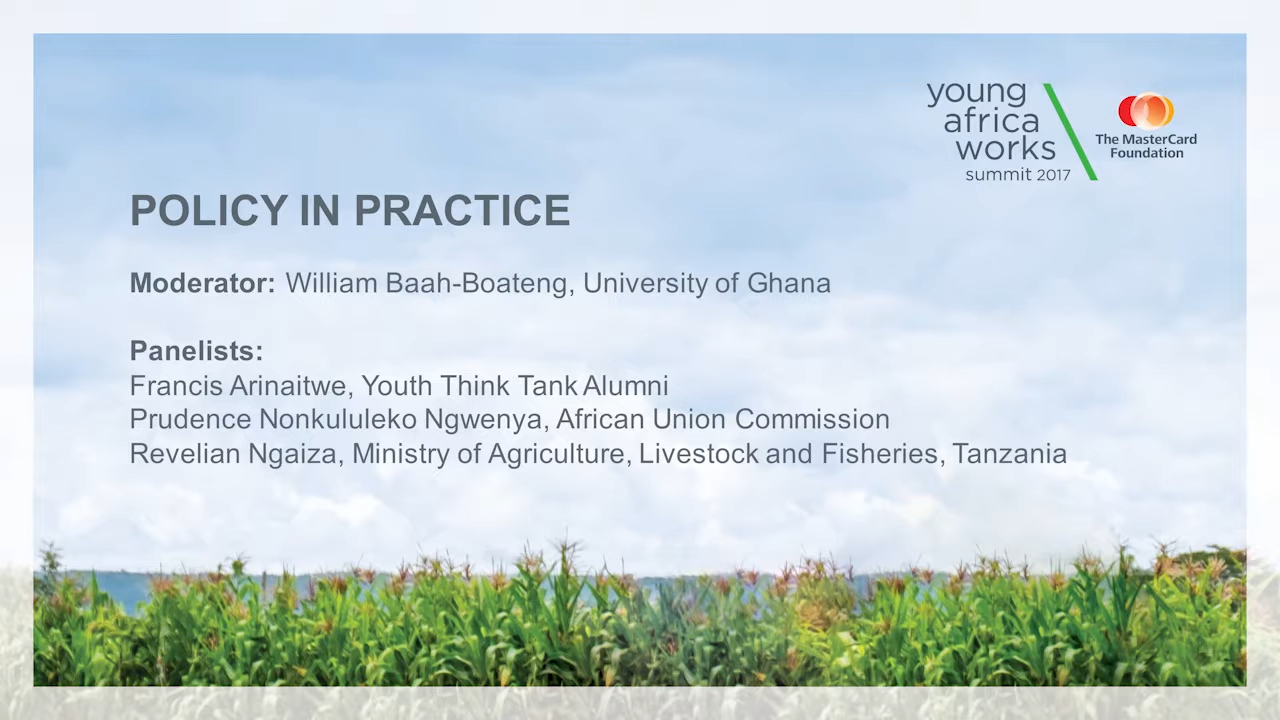 young
africa
works
summit 2017
The MasterCard
Foundation
POLICY IN PRACTICE
Moderator: William Baah-Boateng, University of Ghana
Panelists:
Francis Arinaitwe, Youth Think Tank Alumni
Prudence Nonkululeko Ngwenya, African Union Commission
Revelian Ngaiza, Ministry of Agriculture, Livestock and Fisheries, Tanzania